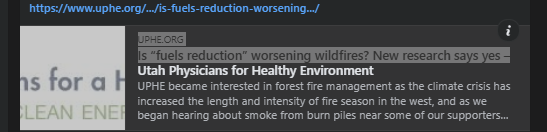 https://www.uphe.org/.../is-fuels-reduction-worsening.../
i
UPHE.ORG
Is “fuels reduction” worsening wildfires? New research says yes –
Utah Physicians for Healthy Environment
UPHE became interested in forest fire management as the climate crisis has
increased the length and intensity of fire season in the west, and as we
began hearing about smoke from burn piles near some of our supporters...
ns for a H
CLEAN ENE